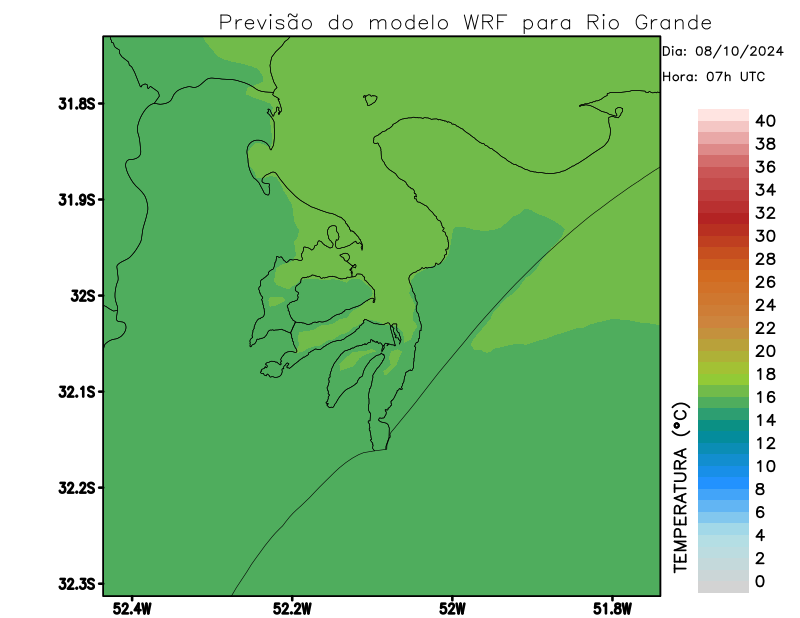 Previsão do modelo WRF para Rio Grande
Dia: 08/10/2024
Hora: 07h UTC
31.8S
31.9S
32S
32.1S
32.2S
32.3S
52.4W
52.2W
52W
51.8W
TEMPERATURA (°C)
40
38
36
34
32
30
28
26
24
22
20
18
16
14
12
10
8
6
4
2
0